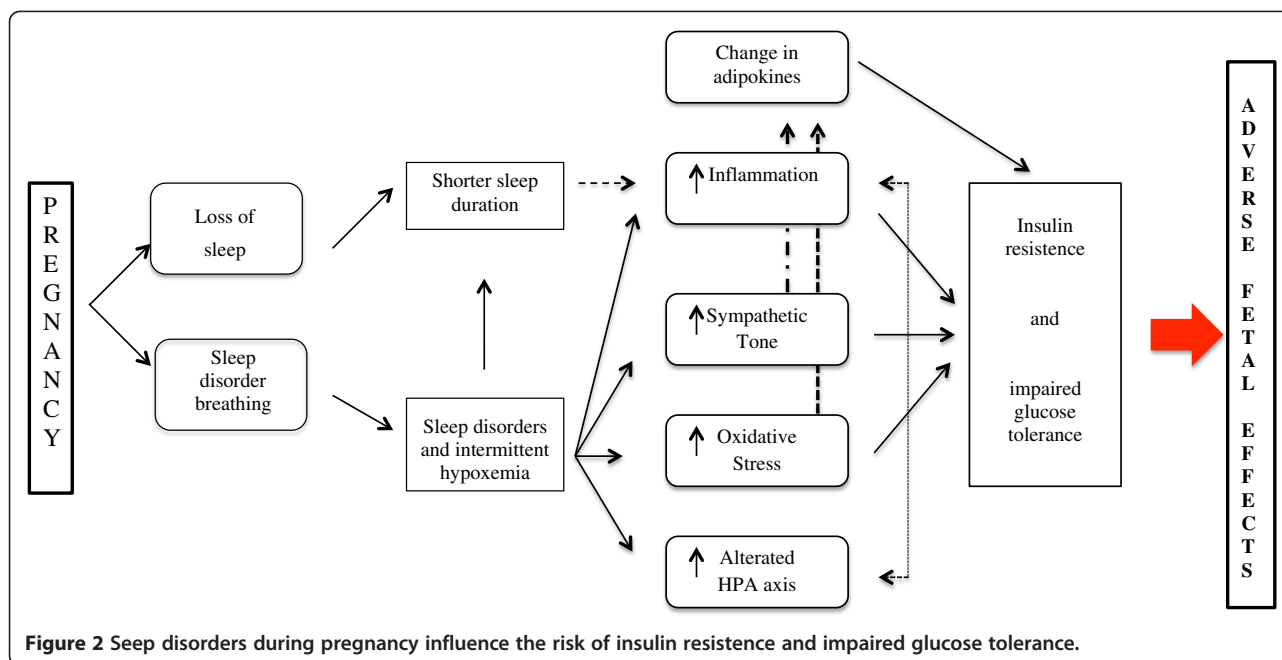 PREGNANCY
Loss of
sleep
Sleep
disorder
breathing
Shorter sleep
duration
Sleep disorders
and intermittent
hypoxemia
Change in
adipokines
Inflammation
Sympathetic
Tone
Oxidative
Stress
Alterated
HPA axis
Insulin
resistence
and
impaired
glucose
tolerance
ADVERSE FETAL EFFECTS
Figure 2 Seep disorders during pregnancy influence the risk of insulin resistance and impaired glucose tolerance.